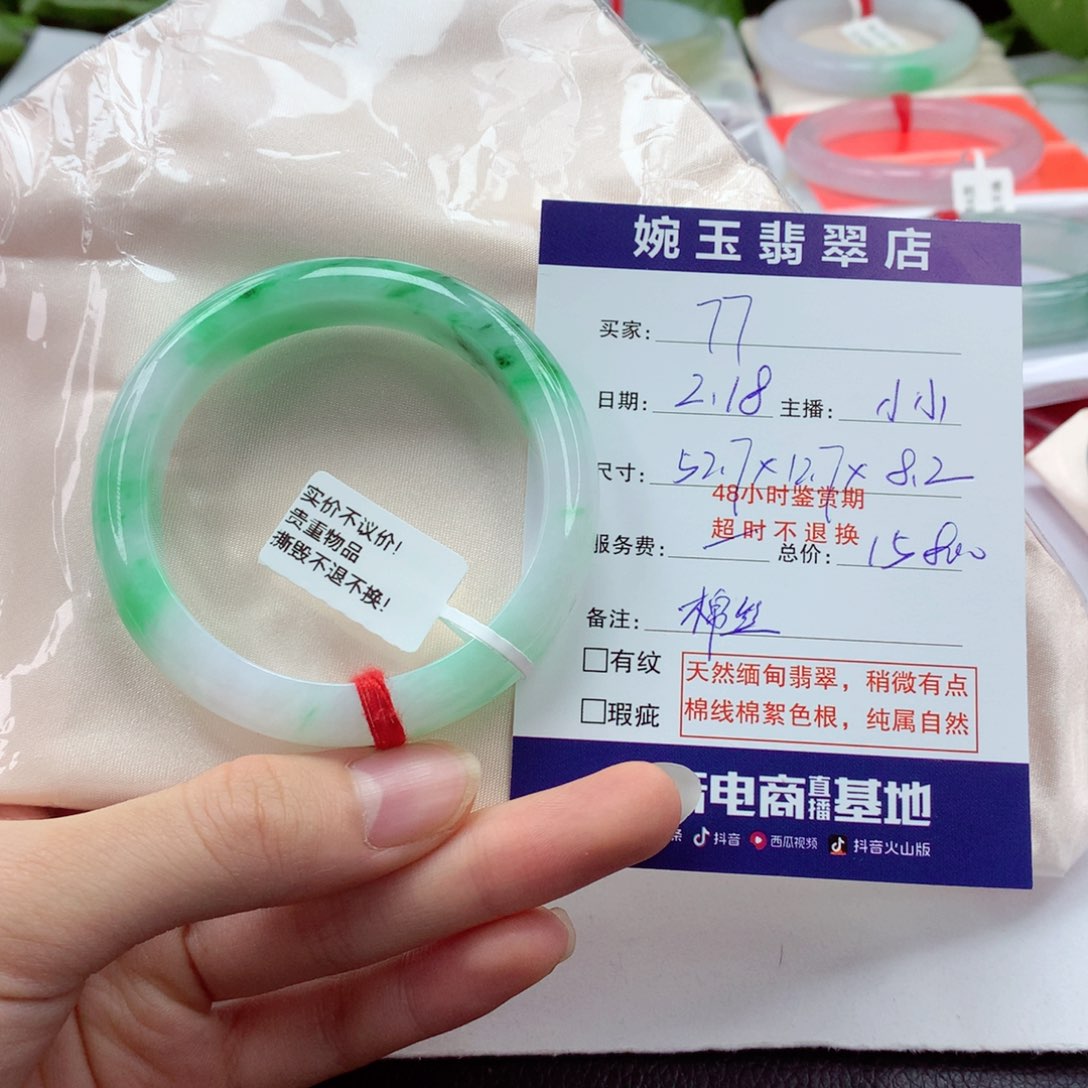 婉玉翡翠店
买家: 77
日期: 2.18 主播: 小小
尺寸: 52.7×12.7×8.2
48小时鉴赏期
超时不退换
服务费: — 总价: 15800
备注: 棉丝
□有纹
□瑕疵
天然缅甸翡翠，稍微有点
棉线棉絮色根，纯属自然
电商直播基地
条 抖音 西瓜视频 抖音火山版
实价不议价!
贵重物品
撕毁不退不换!